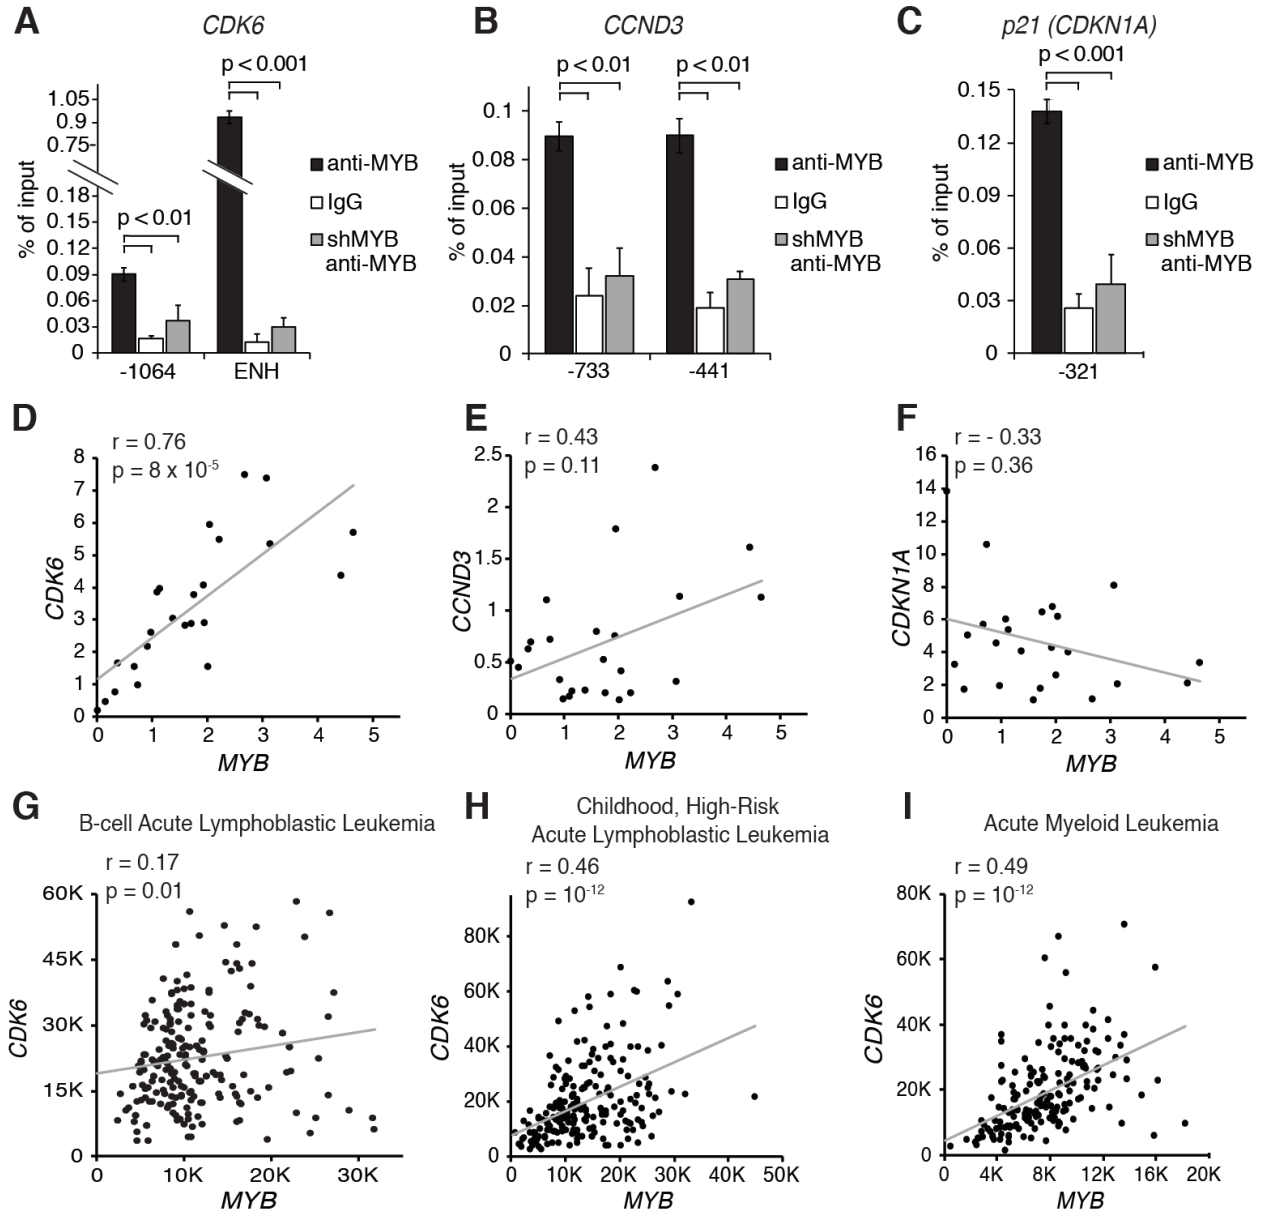 A
CDK6
p < 0.001
1.05
0.9
0.75
0.18
0.15
0.12
0.09
0.06
0.03
0
% of input
p < 0.01
-1064
ENH
anti-MYB
IgG
shMYB
anti-MYB
B
CCND3
p < 0.01
p < 0.01
0.1
0.08
0.06
0.04
0.02
0
% of input
-733
-441
anti-MYB
IgG
shMYB
anti-MYB
C
p21 (CDKN1A)
p < 0.001
0.15
0.12
0.09
0.06
0.03
0
% of input
-321
anti-MYB
IgG
shMYB
anti-MYB
D
r = 0.76
p = 8 x 10-5
8
7
6
5
4
3
2
1
0
CDK6
0 1 2 3 4 5
MYB
E
r = 0.43
p = 0.11
2.5
2
1.5
1
0.5
0
CCND3
0 1 2 3 4 5
MYB
F
r = - 0.33
p = 0.36
16
14
12
10
8
6
4
2
0
CDKN1A
0 1 2 3 4 5
MYB
G
B-cell Acute Lymphoblastic Leukemia
r = 0.17
p = 0.01
60K
45K
30K
15K
0
CDK6
0 10K 20K 30K
MYB
H
Childhood, High-Risk
Acute Lymphoblastic Leukemia
r = 0.46
p = 10-12
80K
60K
40K
20K
0
CDK6
0 10K 20K 30K 40K 50K
MYB
I
Acute Myeloid Leukemia
r = 0.49
p = 10-12
80K
60K
40K
20K
0
CDK6
0 4K 8K 12K 16K 20K
MYB